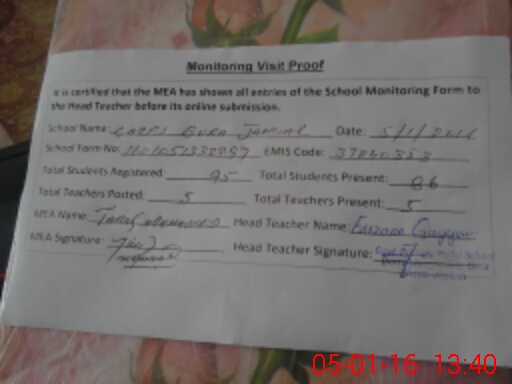 Monitoring Visit Proof
It is certified that the MEA has shown all entries of the School Monitoring Form to
the Head Teacher before its online submission.
School Name: Date: 5/1/2016
School Form No: EMIS Code: 37840353
Total Students Registered: 95 Total Students Present: 86
Total Teachers Posted: 5 Total Teachers Present: 5
MEA Name: Tariq Head Teacher Name: Farzana
MEA Signature: Head Teacher Signature:
05-01-16 13:40